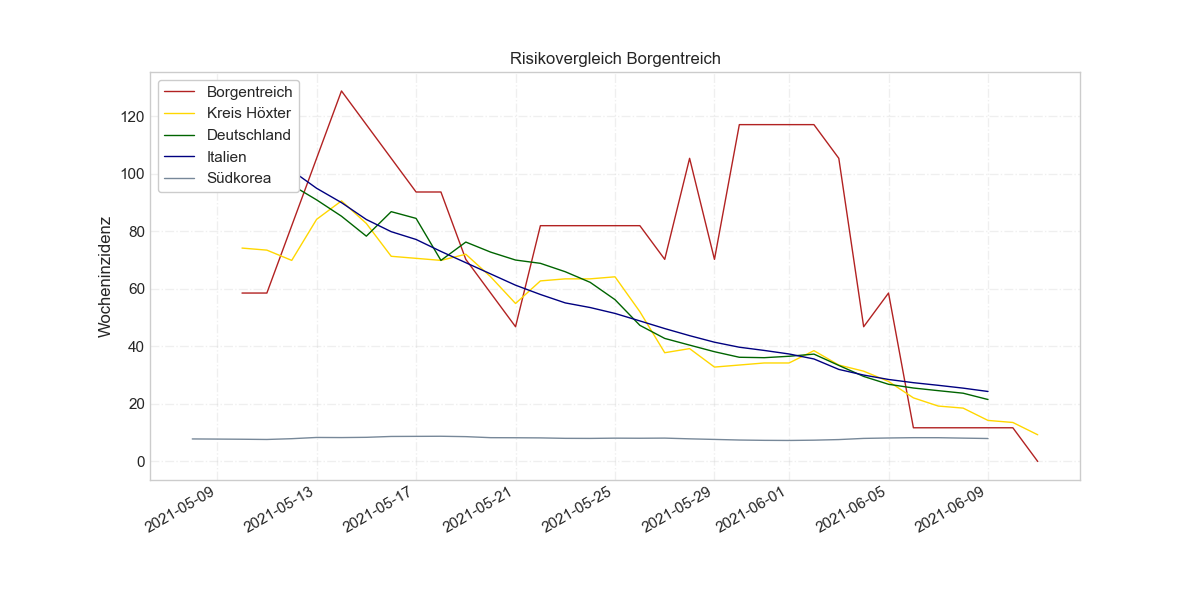 Risikovergleich Borgentreich
Borgentreich
Kreis Höxter
Deutschland
Italien
Südkorea
Wocheninzidenz
120
100
80
60
40
20
0
2021-05-09
2021-05-13
2021-05-17
2021-05-21
2021-05-25
2021-05-29
2021-06-01
2021-06-05
2021-06-09